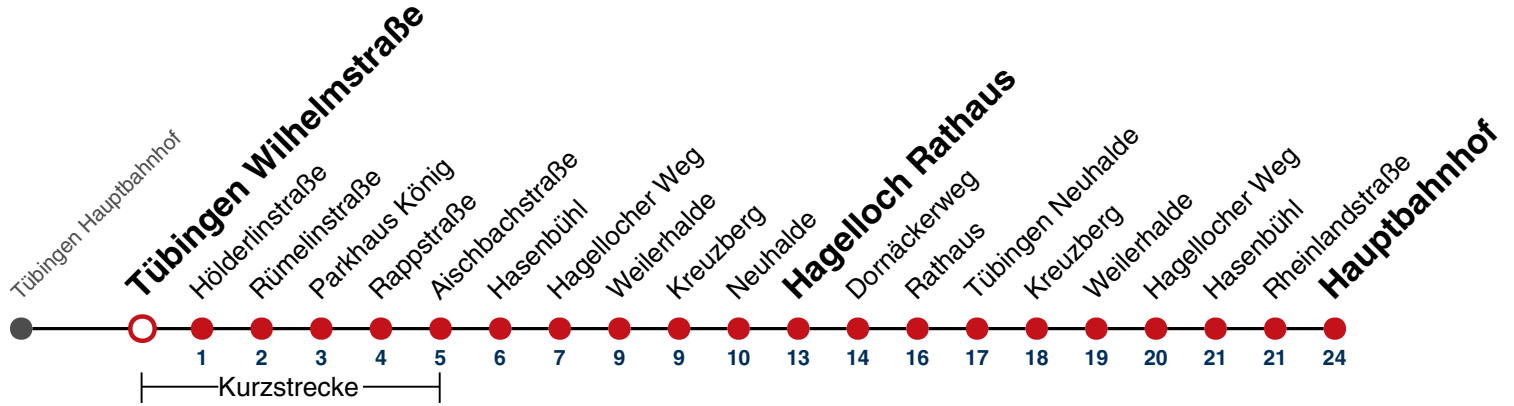 Tübingen Hauptbahnhof
Tübingen Wilhelmstraße
Hölderlinstraße
Rümelinstraße
Parkhaus König
Rappstraße
Aischbachstraße
Hasenbühl
Hagellocher Weg
Weilerhalde
Kreuzberg
Neuhalde
Hagelloch Rathaus
Dornäckerweg
Rathaus
Tübingen Neuhalde
Kreuzberg
Weilerhalde
Hagellocher Weg
Hasenbühl
Rheinlandstraße
Hauptbahnhof
1 2 3 4 5 6 7 9 9 10 13 14 16 17 18 19 20 21 21 24
Kurzstrecke